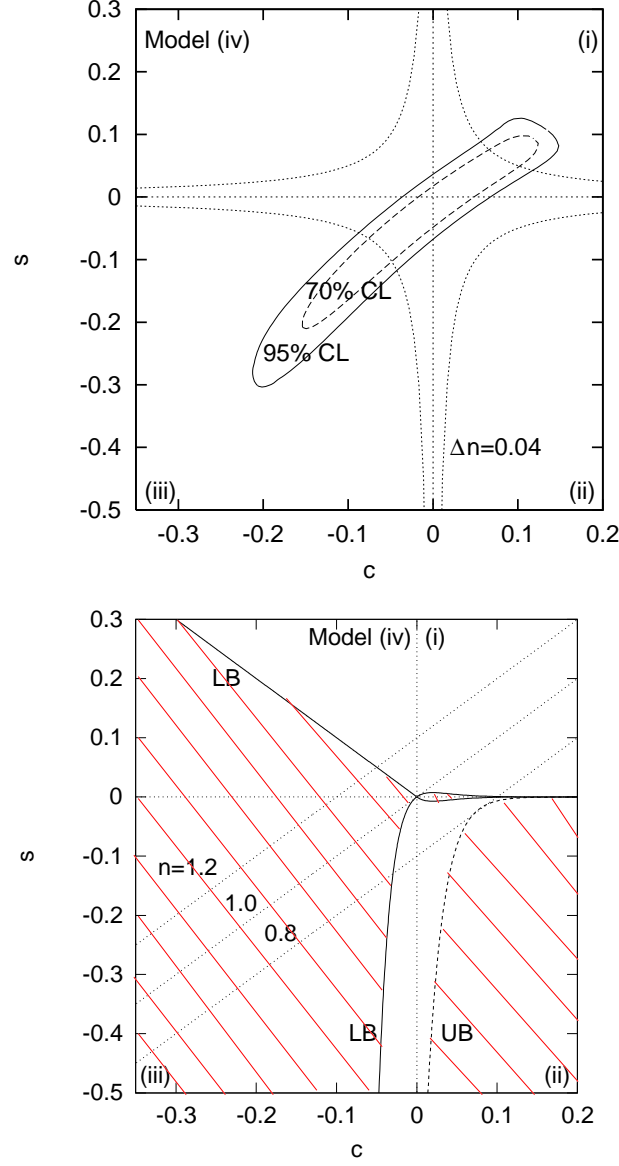 0.3
Model (iv) (i)
0.2
0.1
0
s
-0.1
70% CL
-0.2
95% CL
-0.3
-0.4
Δn=0.04
(iii) (ii)
-0.5
-0.3 -0.2 -0.1 0 0.1 0.2
c
0.3
Model (iv) (i)
LB
0.2
0.1
0
s
-0.1
n=1.2
1.0
-0.2
0.8
-0.3
-0.4
LB UB
(iii) (ii)
-0.5
-0.3 -0.2 -0.1 0 0.1 0.2
c